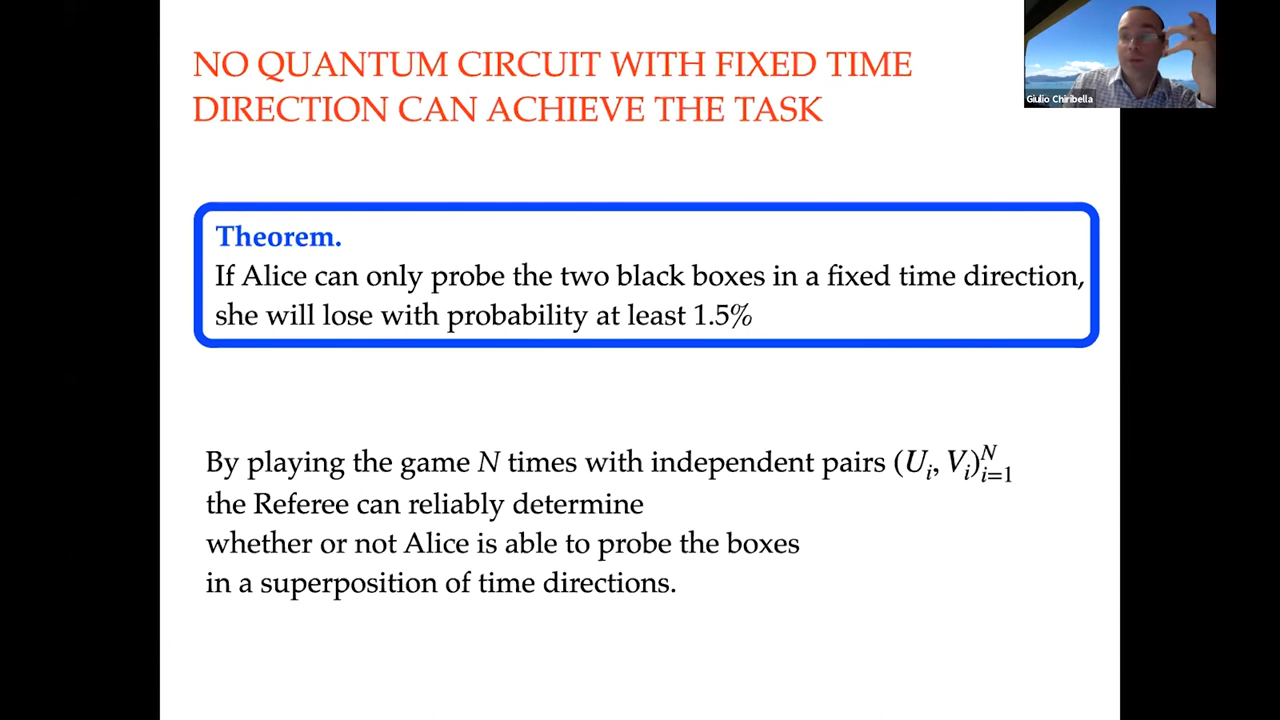 NO QUANTUM CIRCUIT WITH FIXED TIME
DIRECTION CAN ACHIEVE THE TASK
Giulio Chiribella
Theorem.
If Alice can only probe the two black boxes in a fixed time direction,
she will lose with probability at least 1.5%
By playing the game N times with independent pairs (Uᵢ, Vᵢ)ᵢ₌₁ᴺ
the Referee can reliably determine
whether or not Alice is able to probe the boxes
in a superposition of time directions.